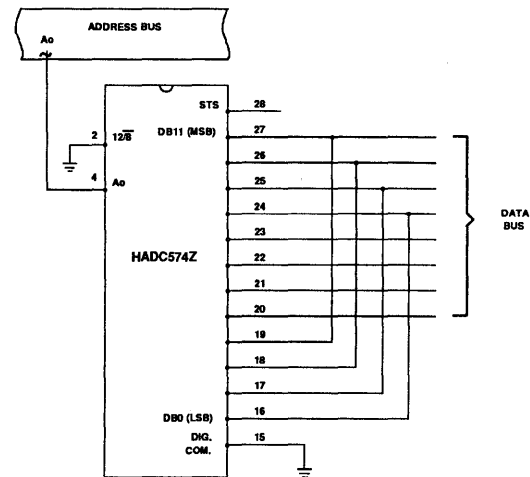 ADDRESS BUS
Ao
STS 28
2 12/8̅ DB11 (MSB) 27
26
4 Ao 25
24
DATA
BUS
23
HADC574Z
22
21
20
19
18
17
DB0 (LSB) 16
DIG. 15
COM.